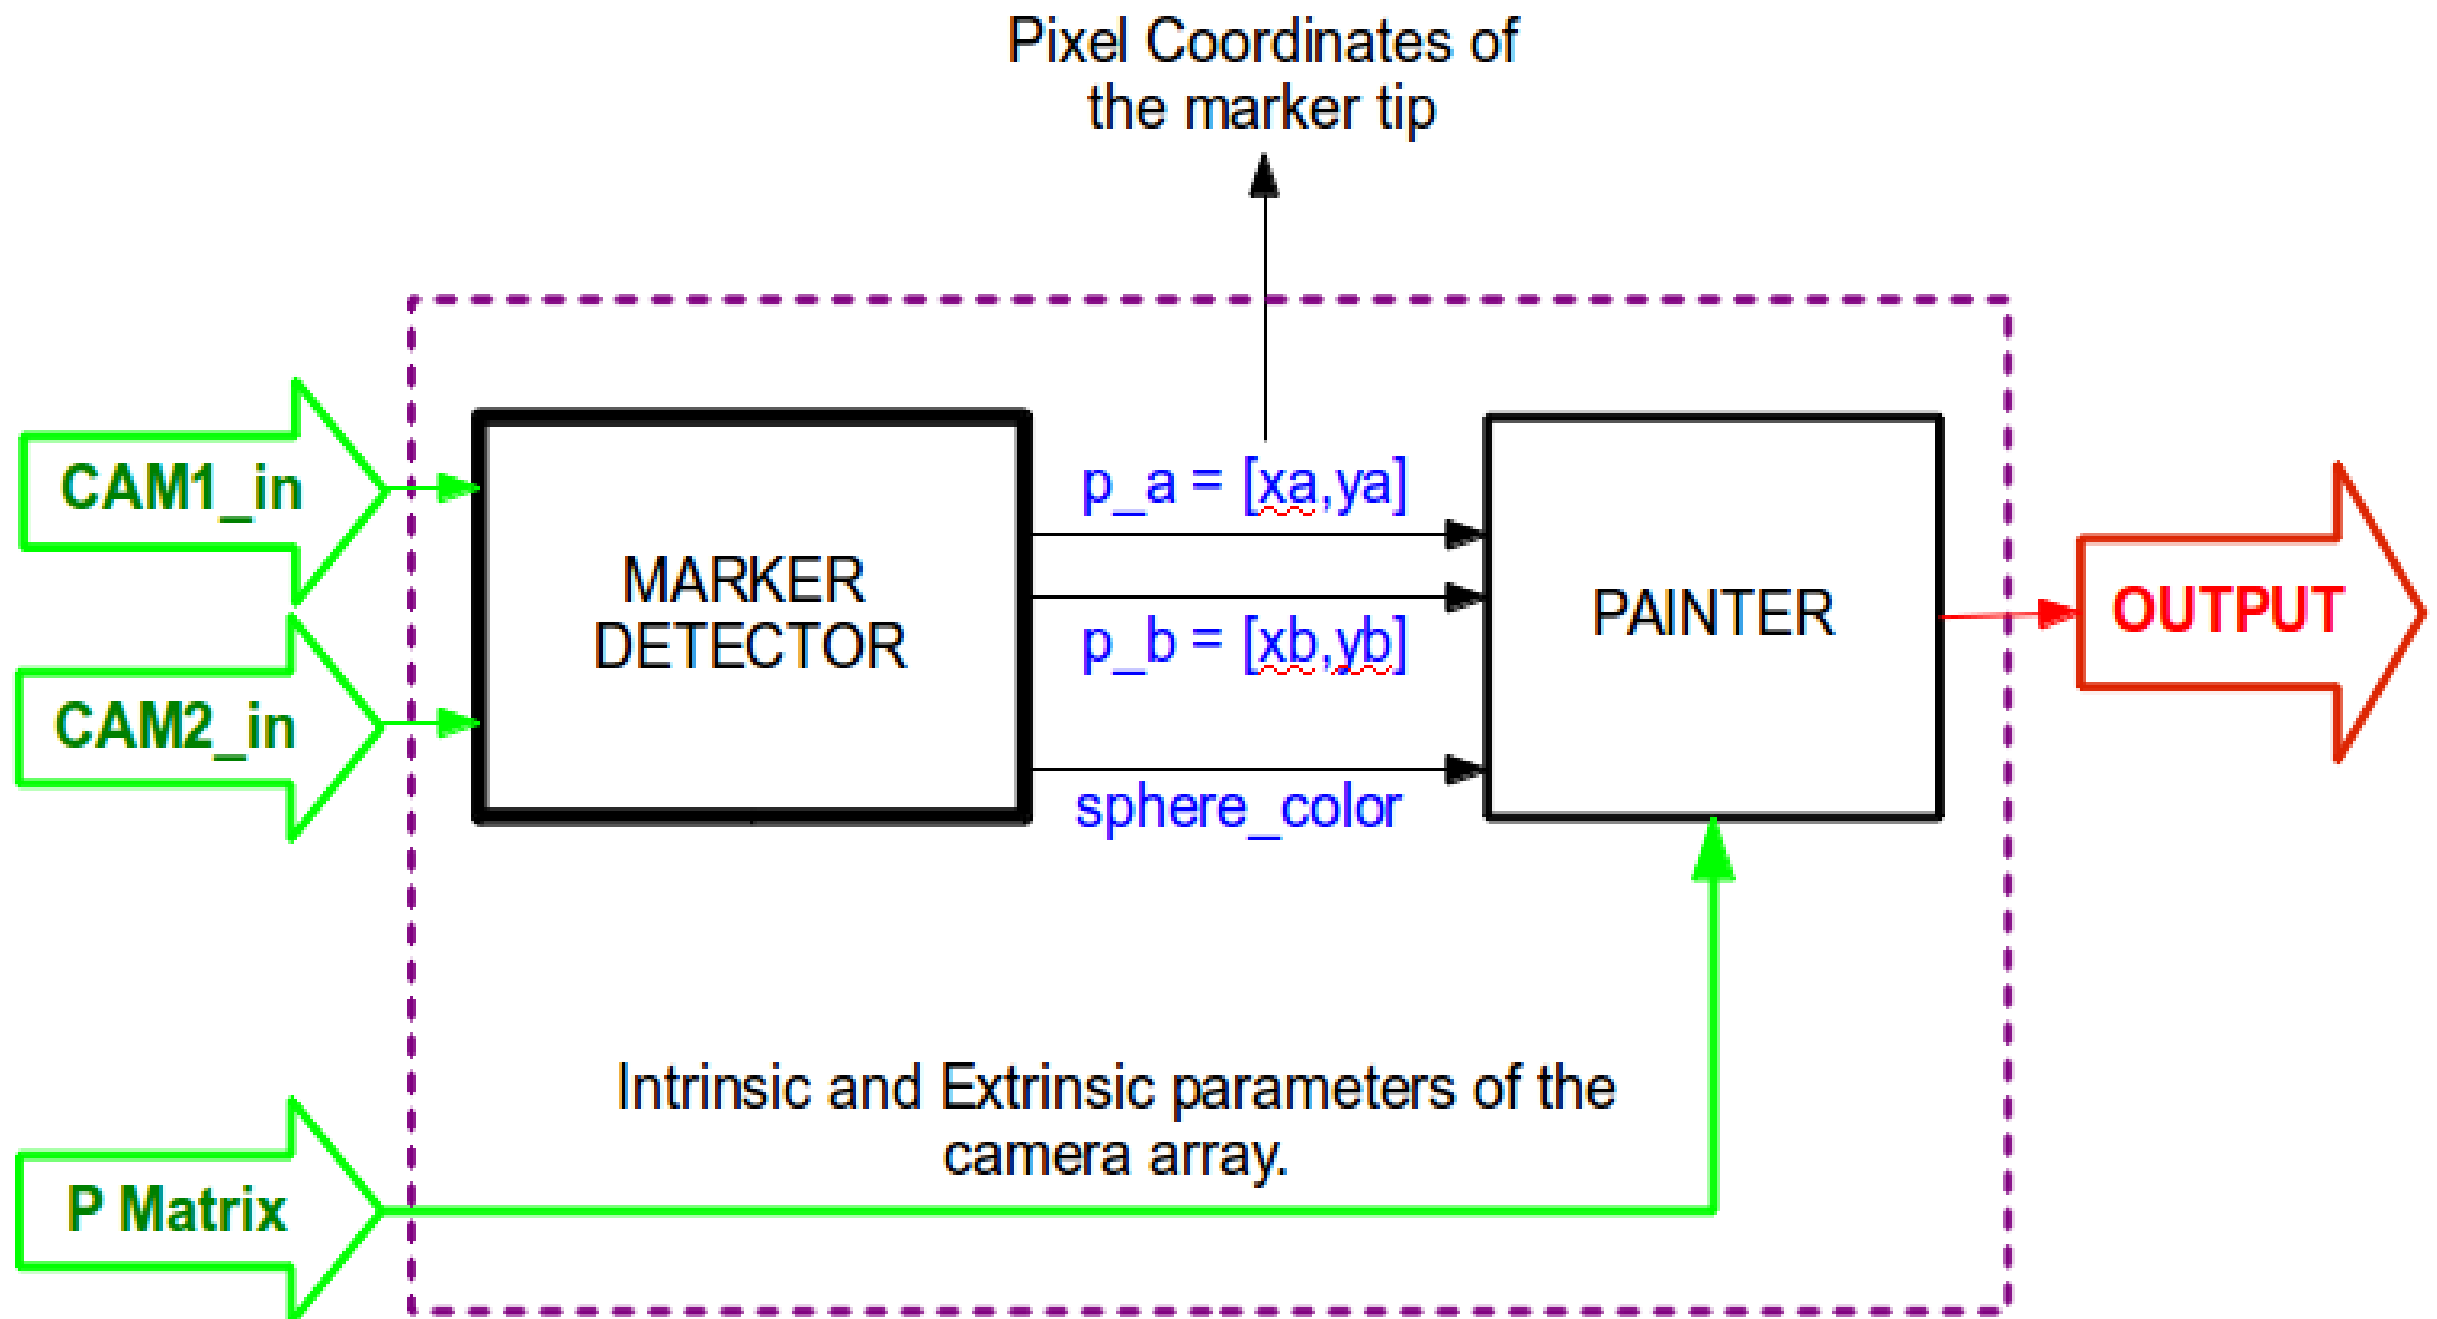 Pixel Coordinates of
the marker tip
CAM1_in
CAM2_in
MARKER
DETECTOR
p_a = [xa,ya]
p_b = [xb,yb]
sphere_color
PAINTER
OUTPUT
Intrinsic and Extrinsic parameters of the
camera array.
P Matrix